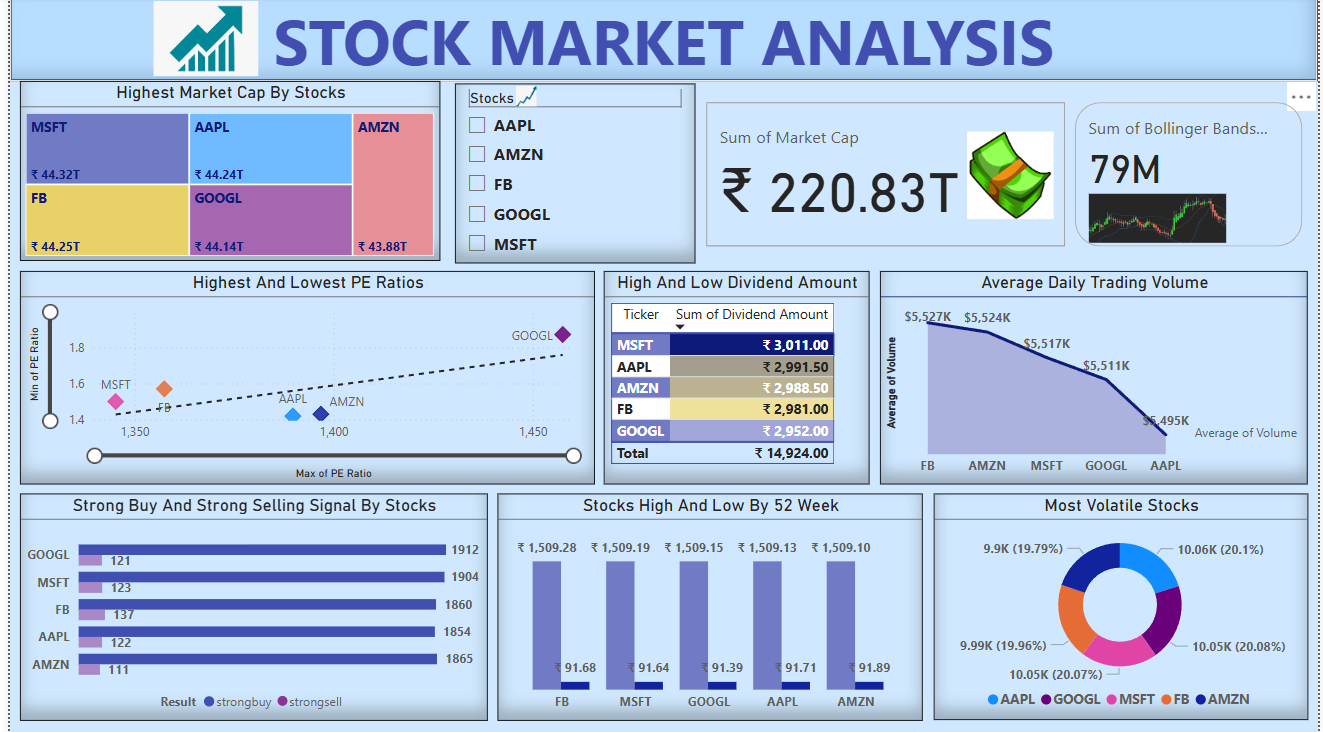 STOCK MARKET ANALYSIS
Highest Market Cap By Stocks
MSFT
₹ 44.32T
AAPL
₹ 44.24T
AMZN
₹ 43.88T
FB
₹ 44.25T
GOOGL
₹ 44.14T
Stocks
AAPL
AMZN
FB
GOOGL
MSFT
Sum of Market Cap
₹ 220.83T
Sum of Bollinger Bands...
79M
Highest And Lowest PE Ratios
Min of PE Ratio
1.8
1.6
1.4
GOOGL
MSFT
FB
AAPL
AMZN
1,350
1,400
1,450
Max of PE Ratio
High And Low Dividend Amount
Ticker Sum of Dividend Amount
MSFT ₹ 3,011.00
AAPL ₹ 2,991.50
AMZN ₹ 2,988.50
FB ₹ 2,981.00
GOOGL ₹ 2,952.00
Total ₹ 14,924.00
Average Daily Trading Volume
Average of Volume
$5,527K
$5,524K
$5,517K
$5,511K
$5,495K
Average of Volume
FB AMZN MSFT GOOGL AAPL
Strong Buy And Strong Selling Signal By Stocks
GOOGL
1912
121
MSFT
1904
123
FB
1860
137
AAPL
1854
122
AMZN
1865
111
Result strongbuy strongsell
Stocks High And Low By 52 Week
₹ 1,509.28 ₹ 1,509.19 ₹ 1,509.15 ₹ 1,509.13 ₹ 1,509.10
₹ 91.68 ₹ 91.64 ₹ 91.39 ₹ 91.71 ₹ 91.89
FB MSFT GOOGL AAPL AMZN
Most Volatile Stocks
9.9K (19.79%)
10.06K (20.1%)
9.99K (19.96%)
10.05K (20.08%)
10.05K (20.07%)
AAPL GOOGL MSFT FB AMZN